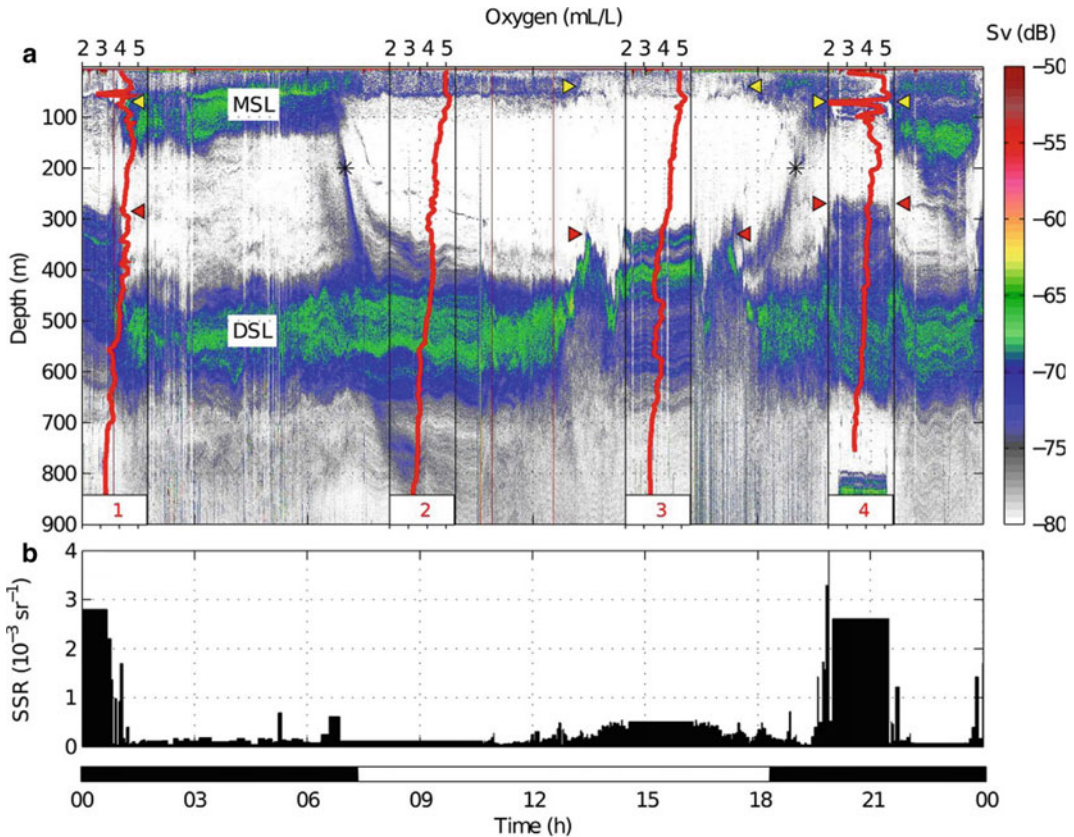 Oxygen (mL/L)
2 3 4 5 2 3 4 5 2 3 4 5 2 3 4 5
Sv (dB)
a
MSL
DSL
Depth (m)
100
200
300
400
500
600
700
800
900
1 2 3 4
-50
-55
-60
-65
-70
-75
-80
b
SSR (10⁻³ sr⁻¹)
4
3
2
1
0
00 03 06 09 12 15 18 21 00
Time (h)